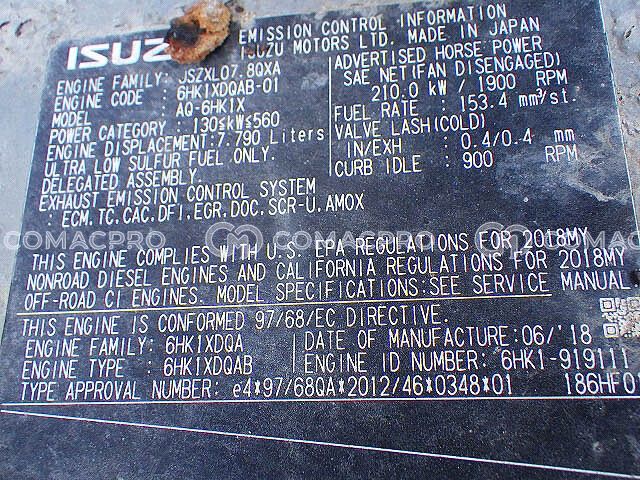 ISUZ
EMISSION CONTROL INFORMATION
ISUZU MOTORS LTD. MADE IN JAPAN
ENGINE FAMILY: JSZXL07.8QXA
ENGINE CODE : 6HK1XDQAB-01
MODEL : AQ-6HK1X
POWER CATEGORY : 130≤kW≤560
ENGINE DISPLACEMENT: 7.790 Liters
ULTRA LOW SULFUR FUEL ONLY.
DELEGATED ASSEMBLY.
EXHAUST EMISSION CONTROL SYSTEM
: ECM.TC.CAC.DFI.EGR.DOC.SCR-U.AMOX
ADVERTISED HORSE POWER
SAE NET(FAN DISENGAGED)
210.0 kW / 1900 RPM
FUEL RATE : 153.4 mm³/st.
VALVE LASH(COLD)
IN/EXH : 0.4/0.4 mm
CURB IDLE : 900 RPM
COMACPRO COMACPRO COMACPRO
THIS ENGINE COMPLIES WITH U.S. EPA REGULATIONS FOR 2018MY
NONROAD DIESEL ENGINES AND CALIFORNIA REGULATIONS FOR 2018MY
OFF-ROAD CI ENGINES. MODEL SPECIFICATIONS:SEE SERVICE MANUAL
THIS ENGINE IS CONFORMED 97/68/EC DIRECTIVE.
ENGINE FAMILY: 6HK1XDQA
ENGINE TYPE : 6HK1XDQAB
DATE OF MANUFACTURE:06/'18
ENGINE ID NUMBER: 6HK1-919111
TYPE APPROVAL NUMBER: e4*97/68QA*2012/46*0348*01 186HF0